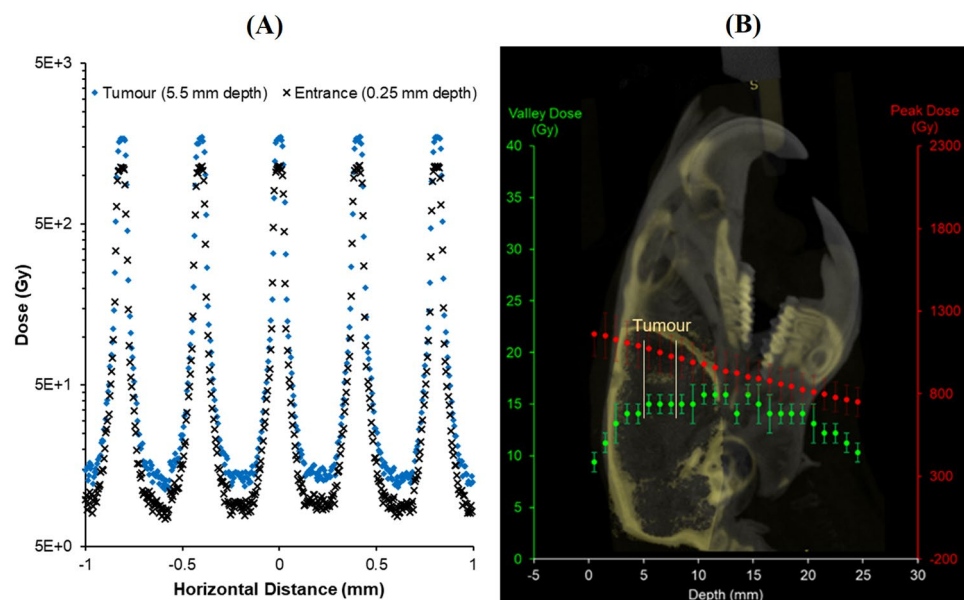 (A)
(B)
5E+3
5E+2
5E+1
5E+0
Dose (Gy)
Tumour (5.5 mm depth)
Entrance (0.25 mm depth)
-1
-0.5
0
0.5
1
Horizontal Distance (mm)
S
Valley Dose
(Gy)
Peak Dose
(Gy)
40
35
30
25
20
15
10
5
0
2300
1800
1300
800
300
-200
Tumour
-5
0
5
10
15
20
25
30
Depth (mm)